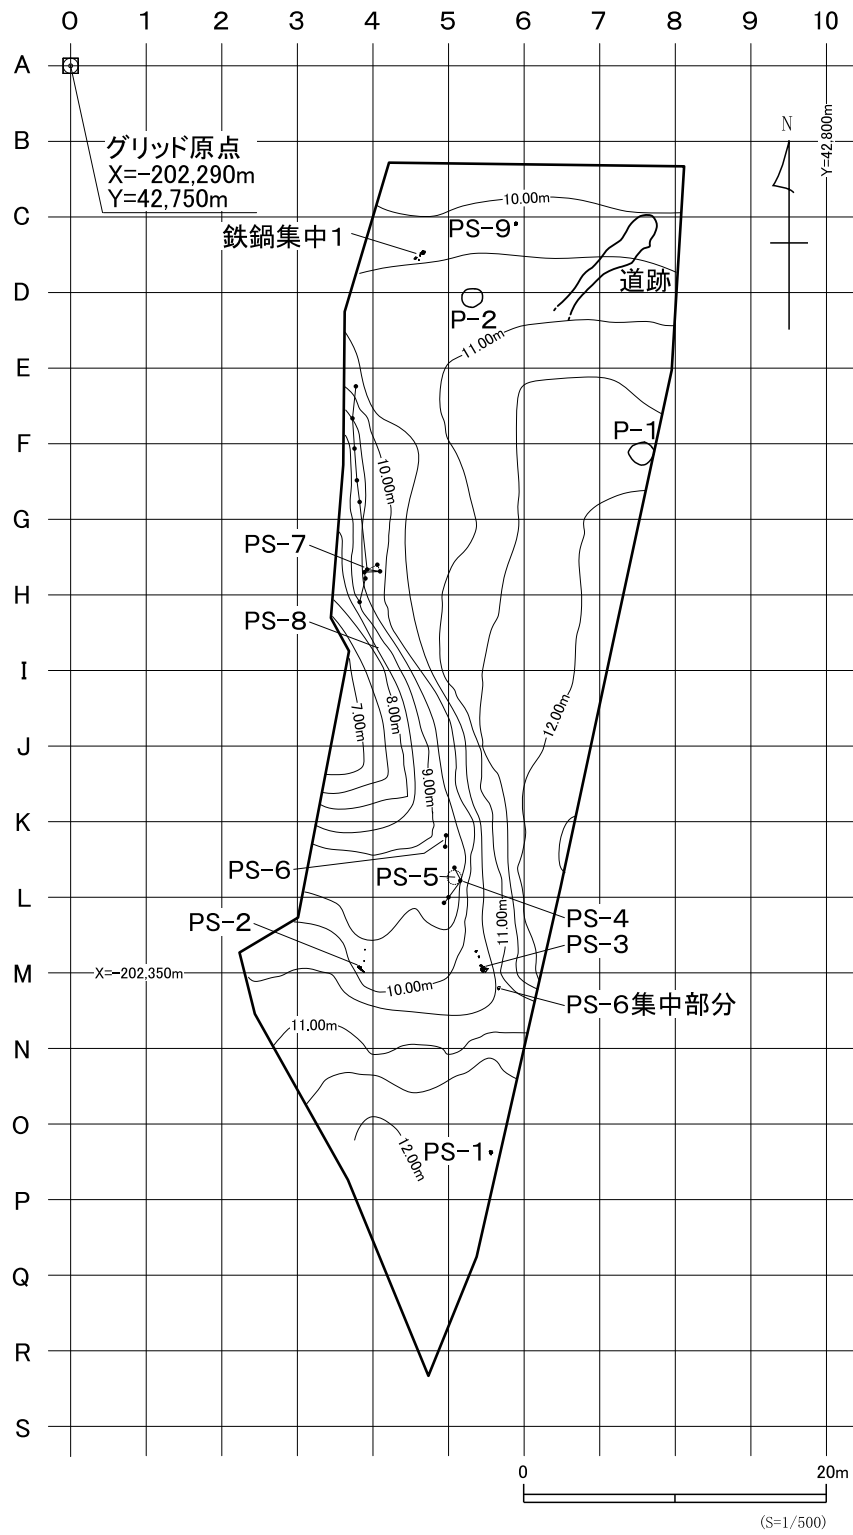 0 1 2 3 4 5 6 7 8 9 10
A
B
C
D
E
F
G
H
I
J
K
L
M
N
O
P
Q
R
S
グリッド原点
X=-202,290m
Y=42,750m
N
Y=42,800m
10.00m
PS-9
鉄鍋集中1
道跡
P-2
11.00m
P-1
10.00m
PS-7
PS-8
7.00m
8.00m
12.00m
9.00m
PS-6
PS-5
PS-4
PS-2
11.00m
PS-3
X=-202,350m
10.00m
PS-6集中部分
11.00m
12.00m
PS-1
0 20m
(S=1/500)